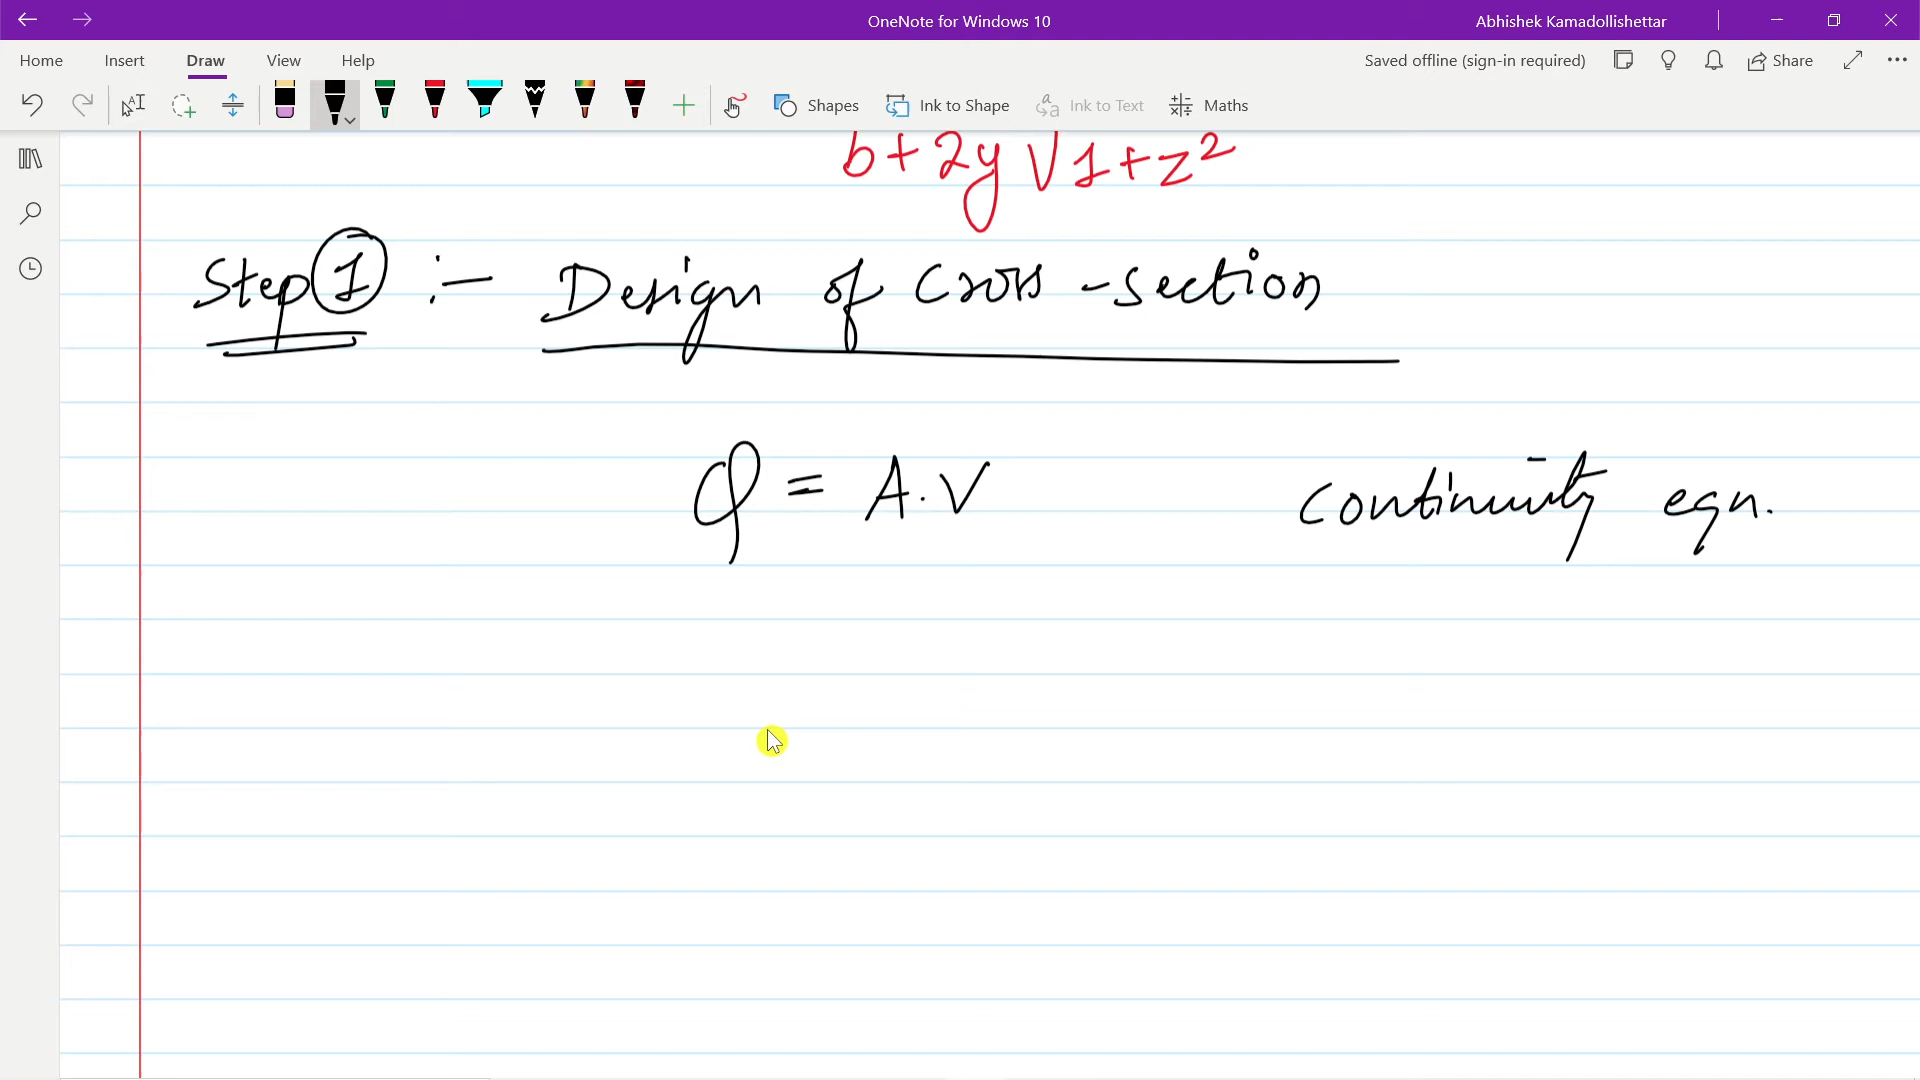 OneNote for Windows 10
Abhishek Kamadollishettar
Home Insert Draw View Help
Saved offline (sign-in required)
Share
Shapes
Ink to Shape
Ink to Text
Maths
b+2y√1+z²
Step 1 :- Design of Cross-section
Q = A.V Continuity eqn.